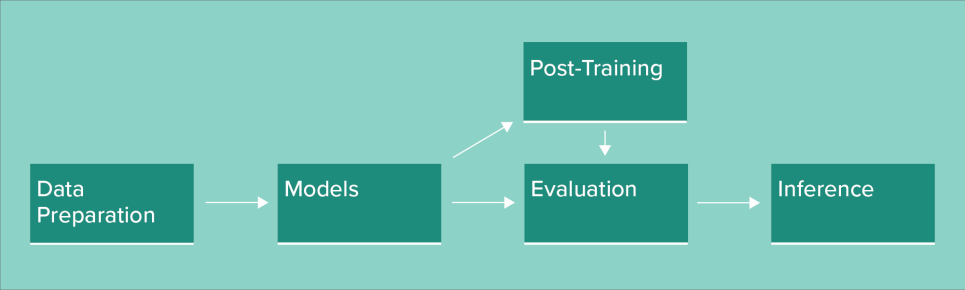 Post-Training
Data
Preparation
Models
Evaluation
Inference